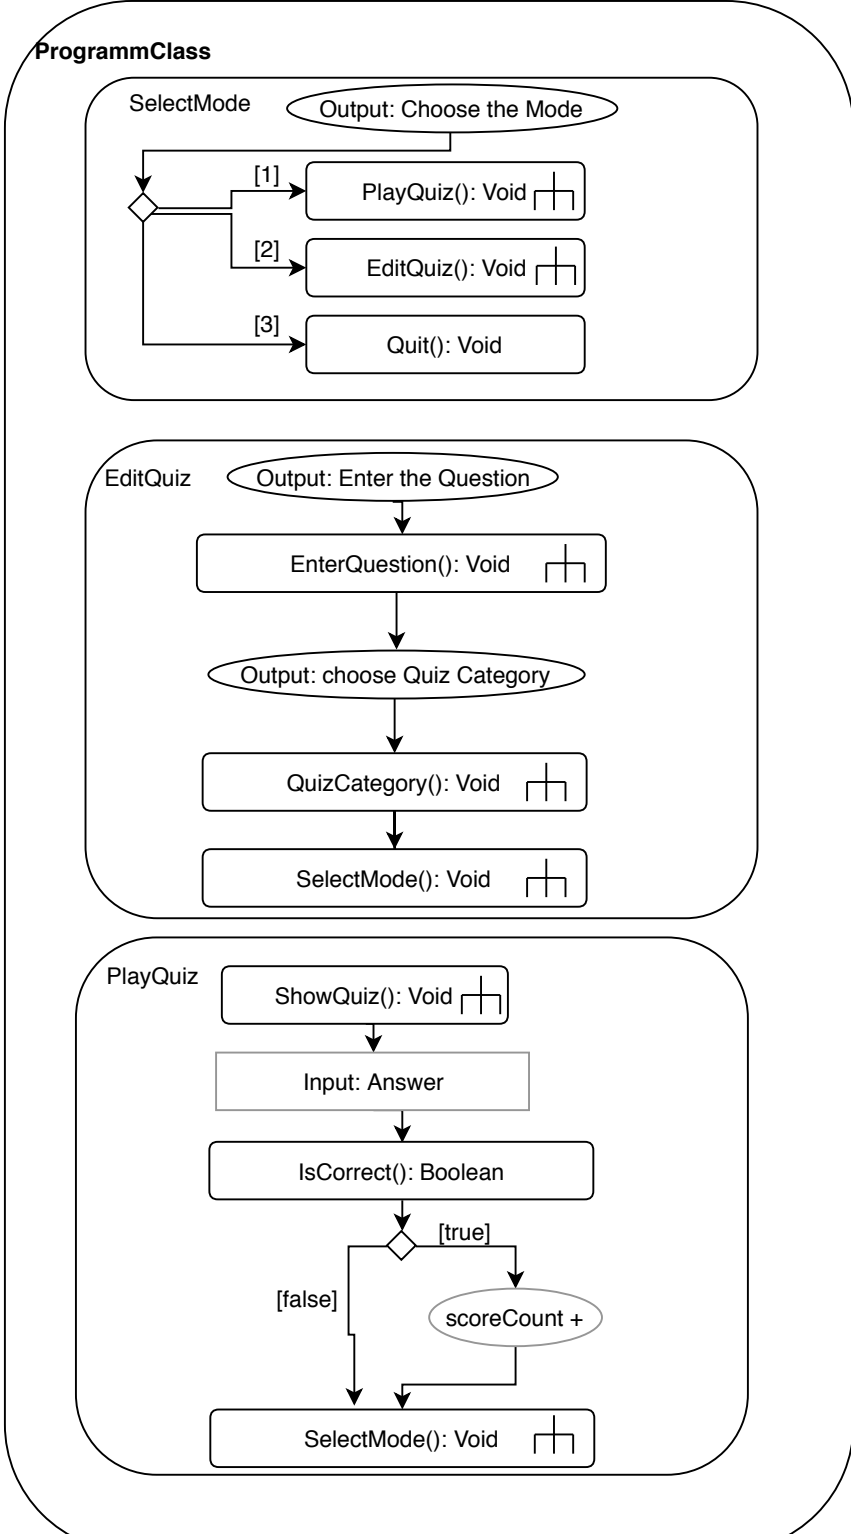 ProgrammClass
SelectMode
Output: Choose the Mode
[1]
PlayQuiz(): Void
[2]
EditQuiz(): Void
[3]
Quit(): Void
EditQuiz
Output: Enter the Question
EnterQuestion(): Void
Output: choose Quiz Category
QuizCategory(): Void
SelectMode(): Void
PlayQuiz
ShowQuiz(): Void
Input: Answer
IsCorrect(): Boolean
[true]
[false]
scoreCount +
SelectMode(): Void